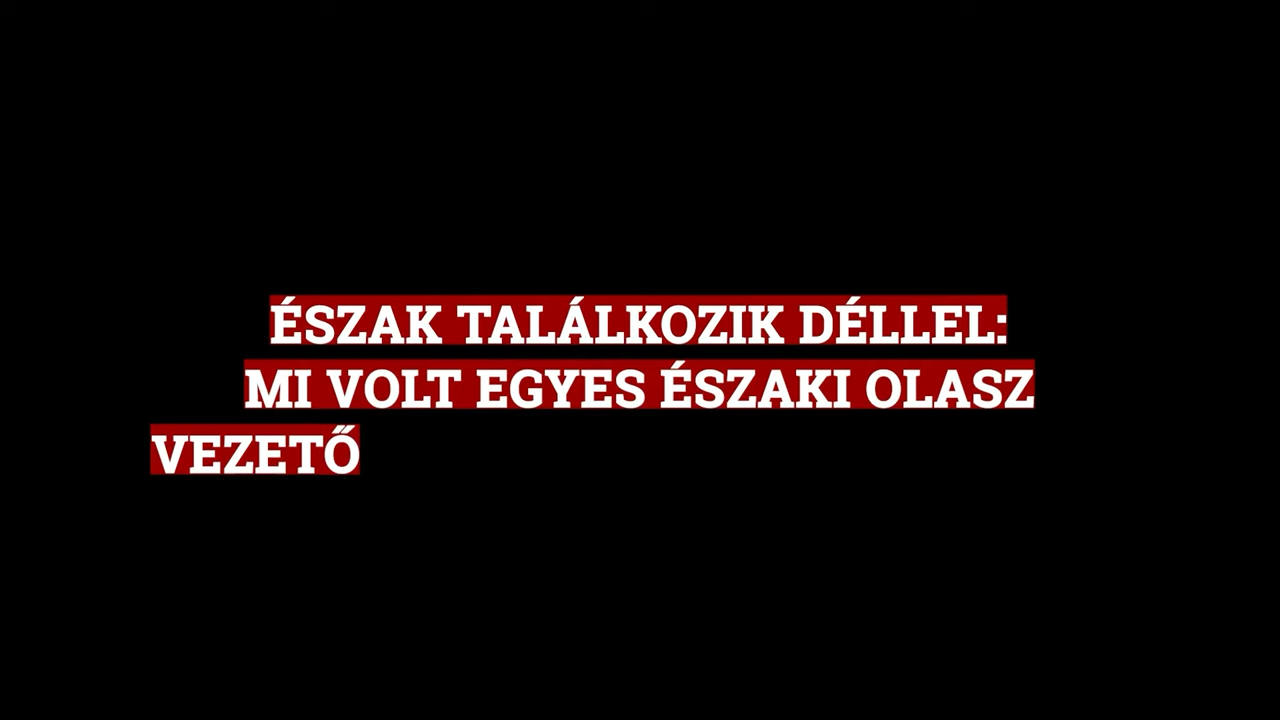 ÉSZAK TALÁLKOZIK DÉLLEL:
MI VOLT EGYES ÉSZAKI OLASZ
VEZETŐ